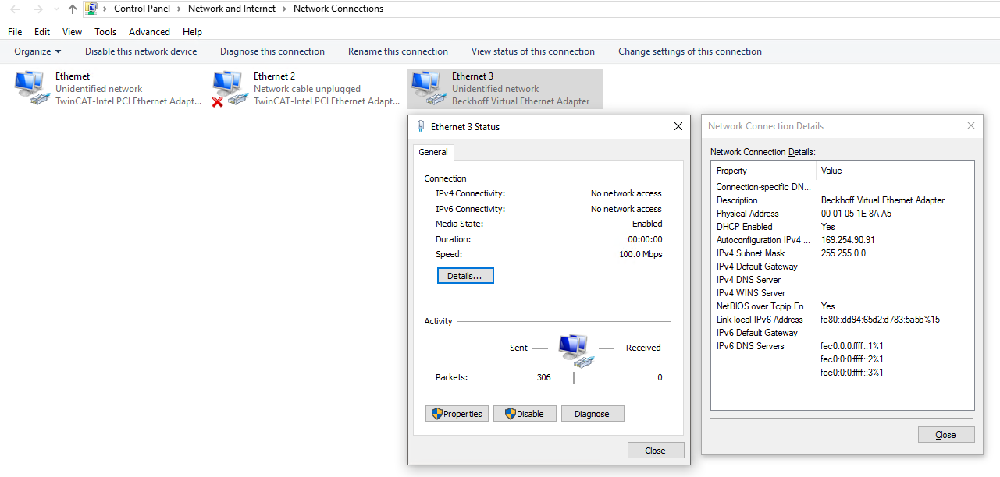 Control Panel > Network and Internet > Network Connections
File Edit View Tools Advanced Help
Organize Disable this network device Diagnose this connection Rename this connection View status of this connection Change settings of this connection
Ethernet
Unidentified network
TwinCAT-Intel PCI Ethernet Adapt...
Ethernet 2
Network cable unplugged
TwinCAT-Intel PCI Ethernet Adapt...
Ethernet 3
Unidentified network
Beckhoff Virtual Ethernet Adapter
Ethernet 3 Status
General
Connection
IPv4 Connectivity: No network access
IPv6 Connectivity: No network access
Media State: Enabled
Duration: 00:00:00
Speed: 100.0 Mbps
Details...
Activity
Sent Received
Packets: 306 0
Properties Disable Diagnose
Close
Network Connection Details
Network Connection Details:
Property Value
Connection-specific DN...
Description Beckhoff Virtual Ethernet Adapter
Physical Address 00-01-05-1E-8A-A5
DHCP Enabled Yes
Autoconfiguration IPv4 ... 169.254.90.91
IPv4 Subnet Mask 255.255.0.0
IPv4 Default Gateway
IPv4 DNS Server
IPv4 WINS Server
NetBIOS over Tcpip En... Yes
Link-local IPv6 Address fe80::dd94:65d2:d783:5a5b%15
IPv6 Default Gateway
IPv6 DNS Servers fec0:0:0:ffff::1%1
fec0:0:0:ffff::2%1
fec0:0:0:ffff::3%1
Close